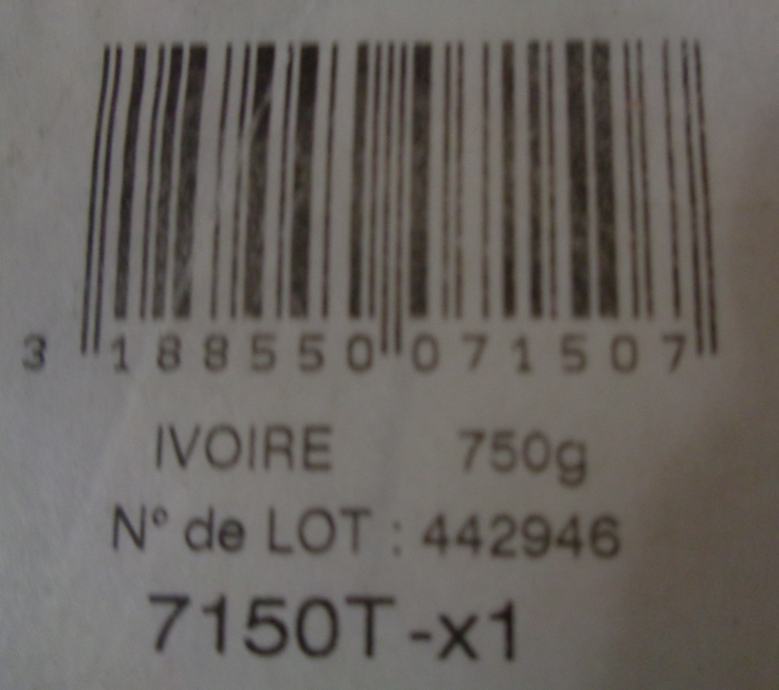 3 188550 071507
IVOIRE 750g
N° de LOT : 442946
7150T-x1